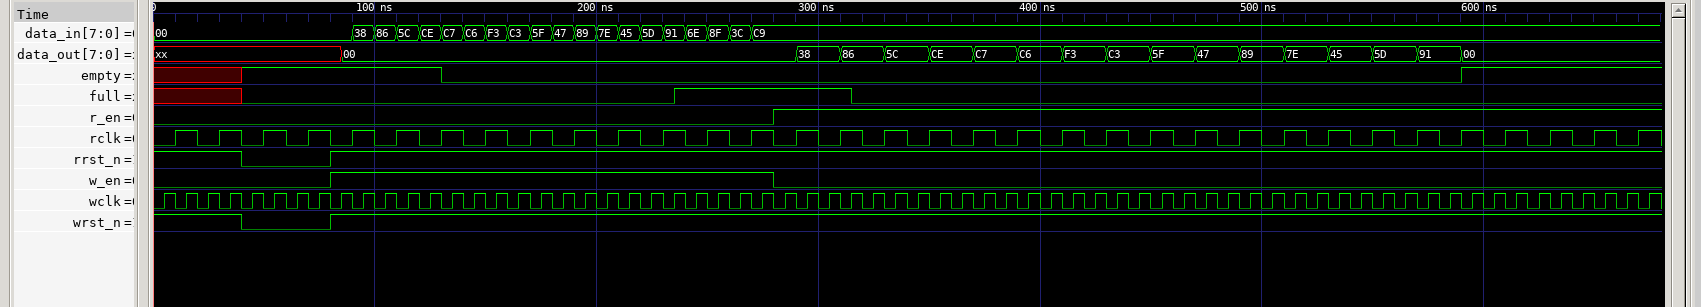 Time
0 100 ns 200 ns 300 ns 400 ns 500 ns 600 ns
data_in[7:0] = 00 38 86 5C CE C7 C6 F3 C3 5F 47 89 7E 45 5D 91 6E 8F 3C C9
data_out[7:0] = xx 00 38 86 5C CE C7 C6 F3 C3 5F 47 89 7E 45 5D 91 00
empty =
full =
r_en =
rclk =
rrst_n =
w_en =
wclk =
wrst_n =